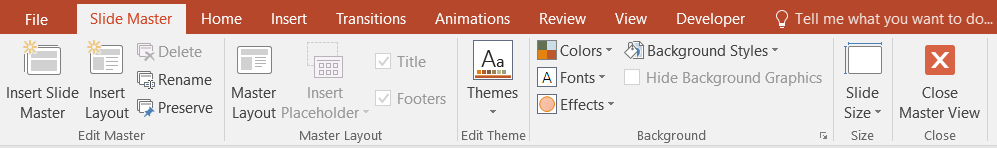 File Slide Master Home Insert Transitions Animations Review View Developer Tell me what you want to do...
Insert Slide Master
Insert Layout
Delete
Rename
Preserve
Edit Master
Master Layout
Insert Placeholder
Title
Footers
Master Layout
Aa
Themes
Edit Theme
Colors
A Fonts
Effects
Background Styles
Hide Background Graphics
Background
Slide Size
Size
Close Master View
Close